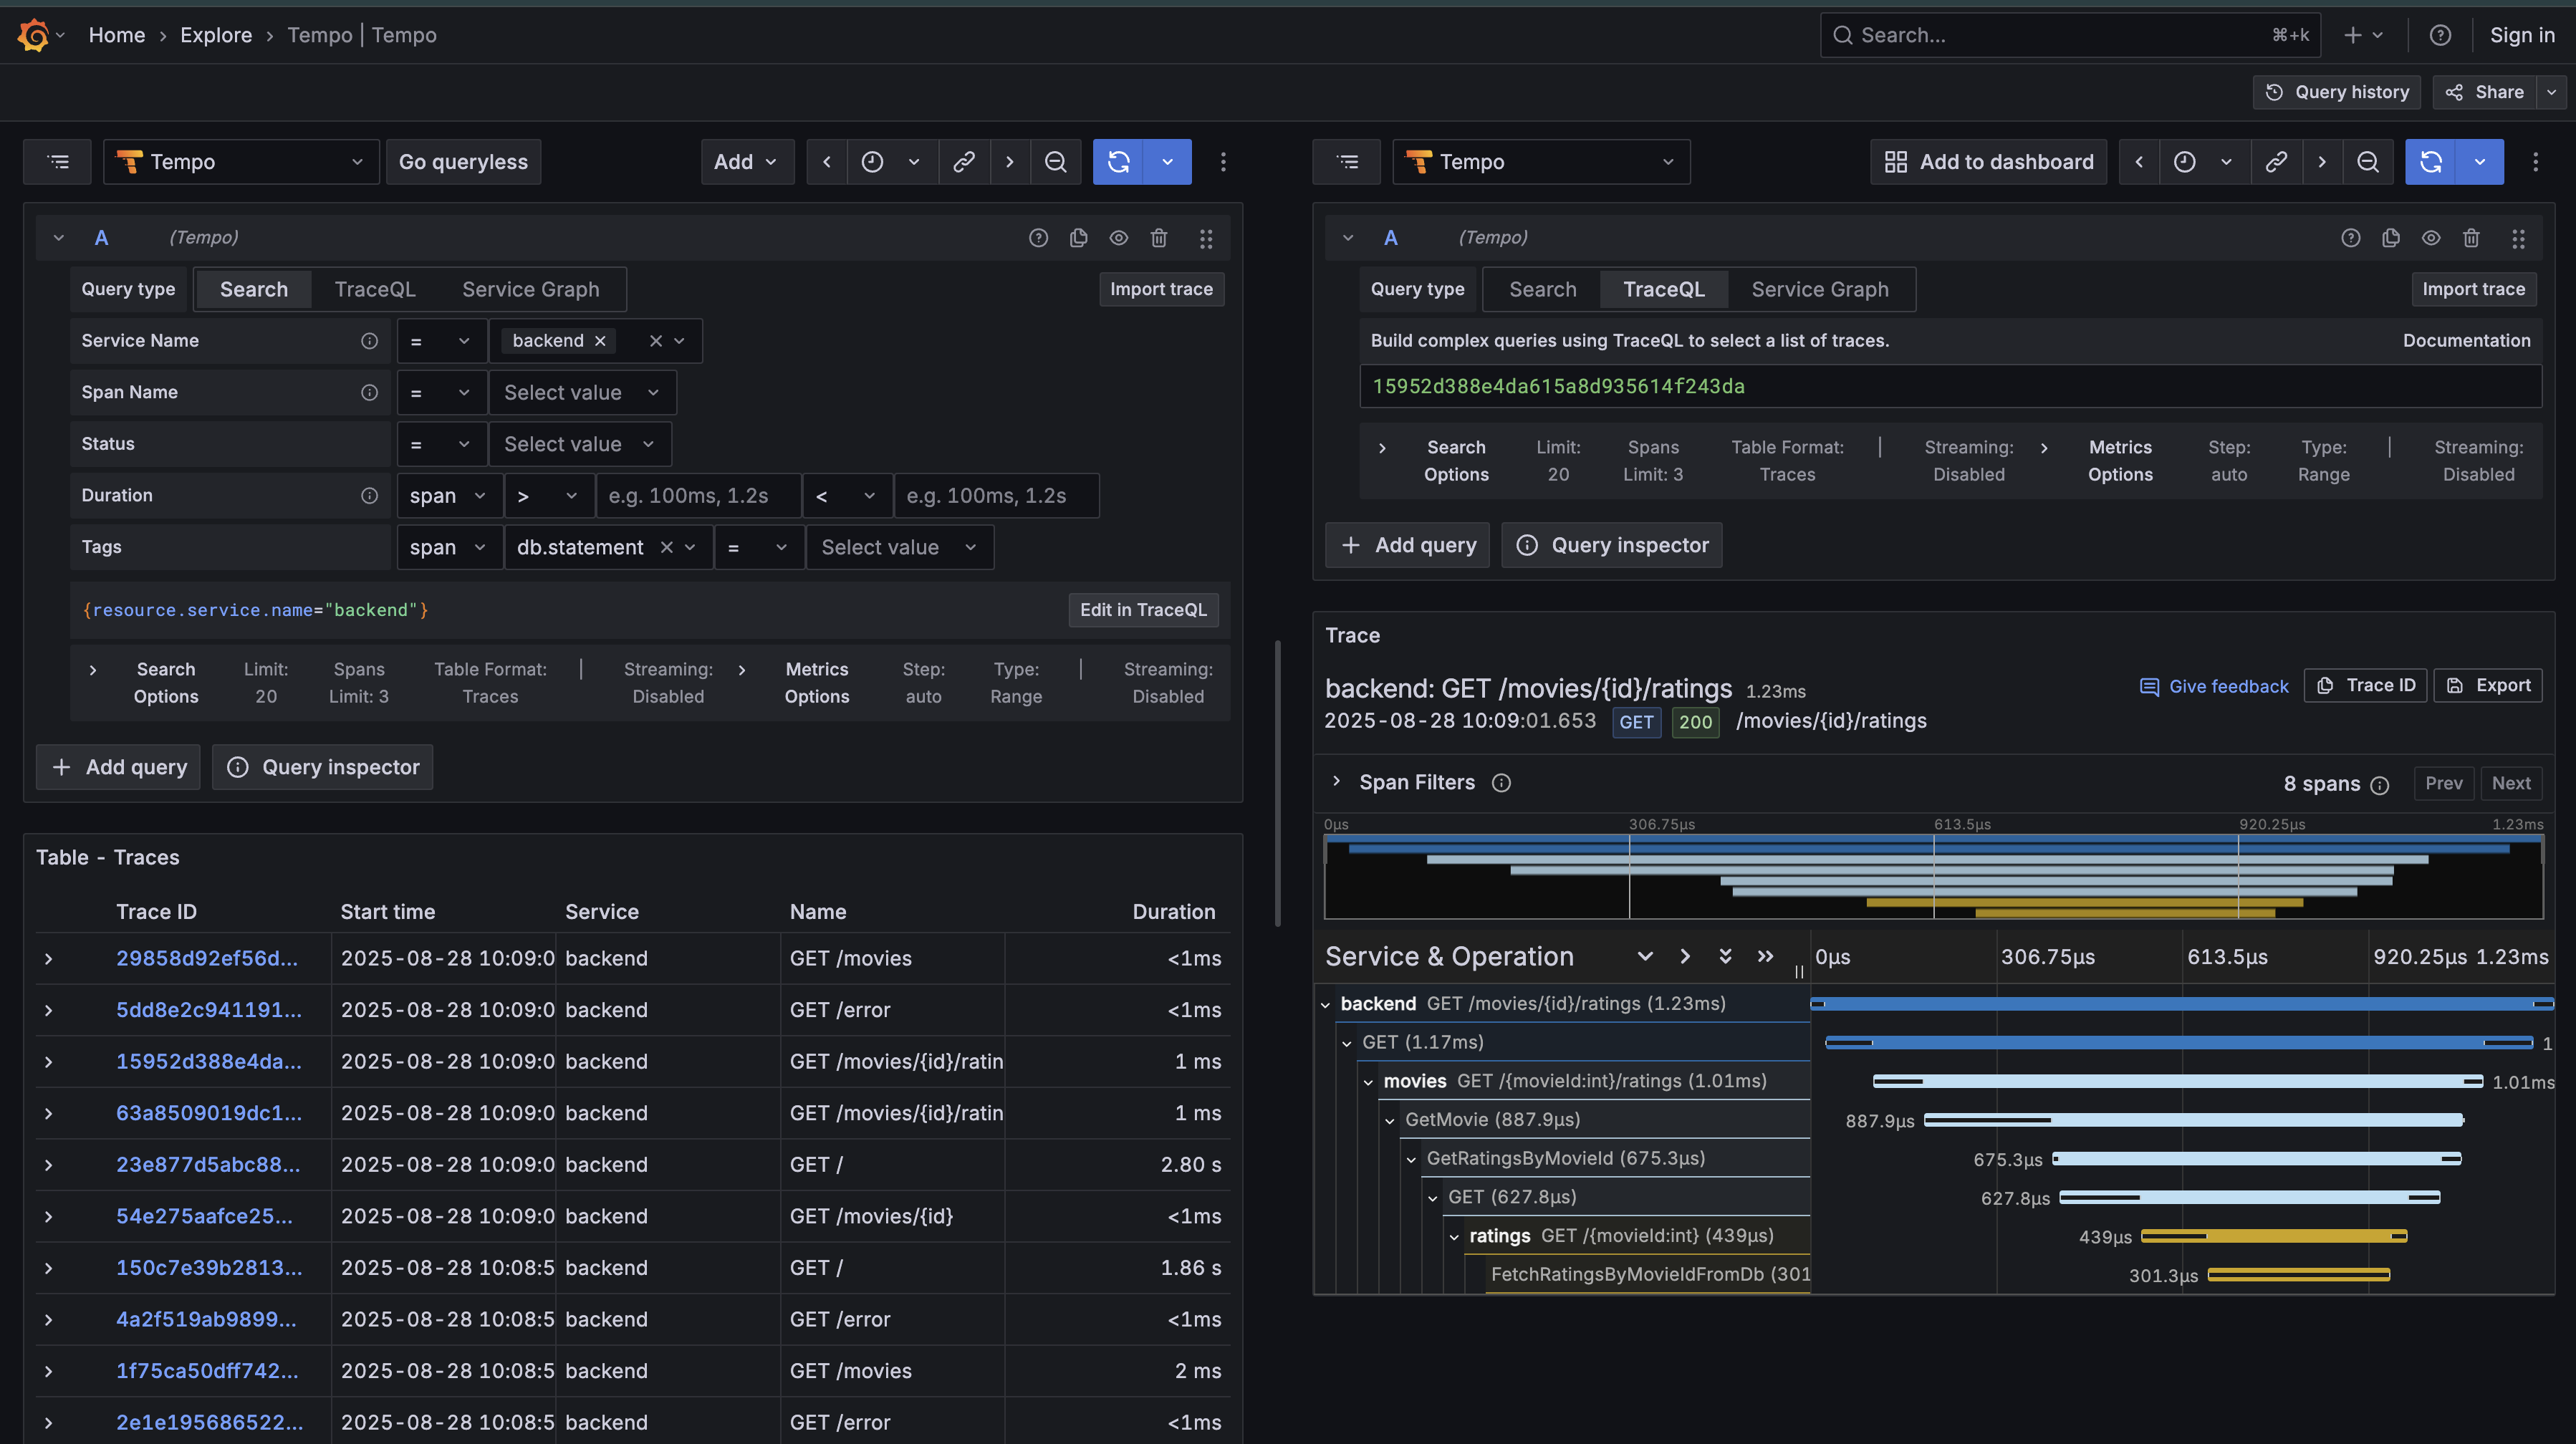 Home › Explore › Tempo | Tempo
Search... ⌘+k
Sign in
Query history
Share
Tempo
Go queryless
Add
A (Tempo)
Query type Search TraceQL Service Graph Import trace
Service Name = backend
Span Name = Select value
Status = Select value
Duration span > e.g. 100ms, 1.2s < e.g. 100ms, 1.2s
Tags span db.statement = Select value
{resource.service.name="backend"} Edit in TraceQL
Search Options Limit: 20 Spans Limit: 3 Table Format: Traces | Streaming: Disabled Metrics Options Step: auto Type: Range | Streaming: Disabled
+ Add query Query inspector
Table - Traces
Trace ID Start time Service Name Duration
29858d92ef56d... 2025-08-28 10:09:0 backend GET /movies <1ms
5dd8e2c941191... 2025-08-28 10:09:0 backend GET /error <1ms
15952d388e4da... 2025-08-28 10:09:0 backend GET /movies/{id}/ratin 1 ms
63a8509019dc1... 2025-08-28 10:09:0 backend GET /movies/{id}/ratin 1 ms
23e877d5abc88... 2025-08-28 10:09:0 backend GET / 2.80 s
54e275aafce25... 2025-08-28 10:09:0 backend GET /movies/{id} <1ms
150c7e39b2813... 2025-08-28 10:08:5 backend GET / 1.86 s
4a2f519ab9899... 2025-08-28 10:08:5 backend GET /error <1ms
1f75ca50dff742... 2025-08-28 10:08:5 backend GET /movies 2 ms
2e1e195686522... 2025-08-28 10:08:5 backend GET /error <1ms
Tempo
Add to dashboard
A (Tempo)
Query type Search TraceQL Service Graph Import trace
Build complex queries using TraceQL to select a list of traces. Documentation
15952d388e4da615a8d935614f243da
Search Options Limit: 20 Spans Limit: 3 Table Format: Traces | Streaming: Disabled Metrics Options Step: auto Type: Range | Streaming: Disabled
+ Add query Query inspector
Trace
backend: GET /movies/{id}/ratings 1.23ms
Give feedback Trace ID Export
2025-08-28 10:09:01.653 GET 200 /movies/{id}/ratings
Span Filters 8 spans Prev Next
0μs 306.75μs 613.5μs 920.25μs 1.23ms
Service & Operation 0μs 306.75μs 613.5μs 920.25μs 1.23ms
backend GET /movies/{id}/ratings (1.23ms)
GET (1.17ms) 1
movies GET /{movieId:int}/ratings (1.01ms) 1.01ms
GetMovie (887.9μs) 887.9μs
GetRatingsByMovieId (675.3μs) 675.3μs
GET (627.8μs) 627.8μs
ratings GET /{movieId:int} (439μs) 439μs
FetchRatingsByMovieIdFromDb (301 301.3μs